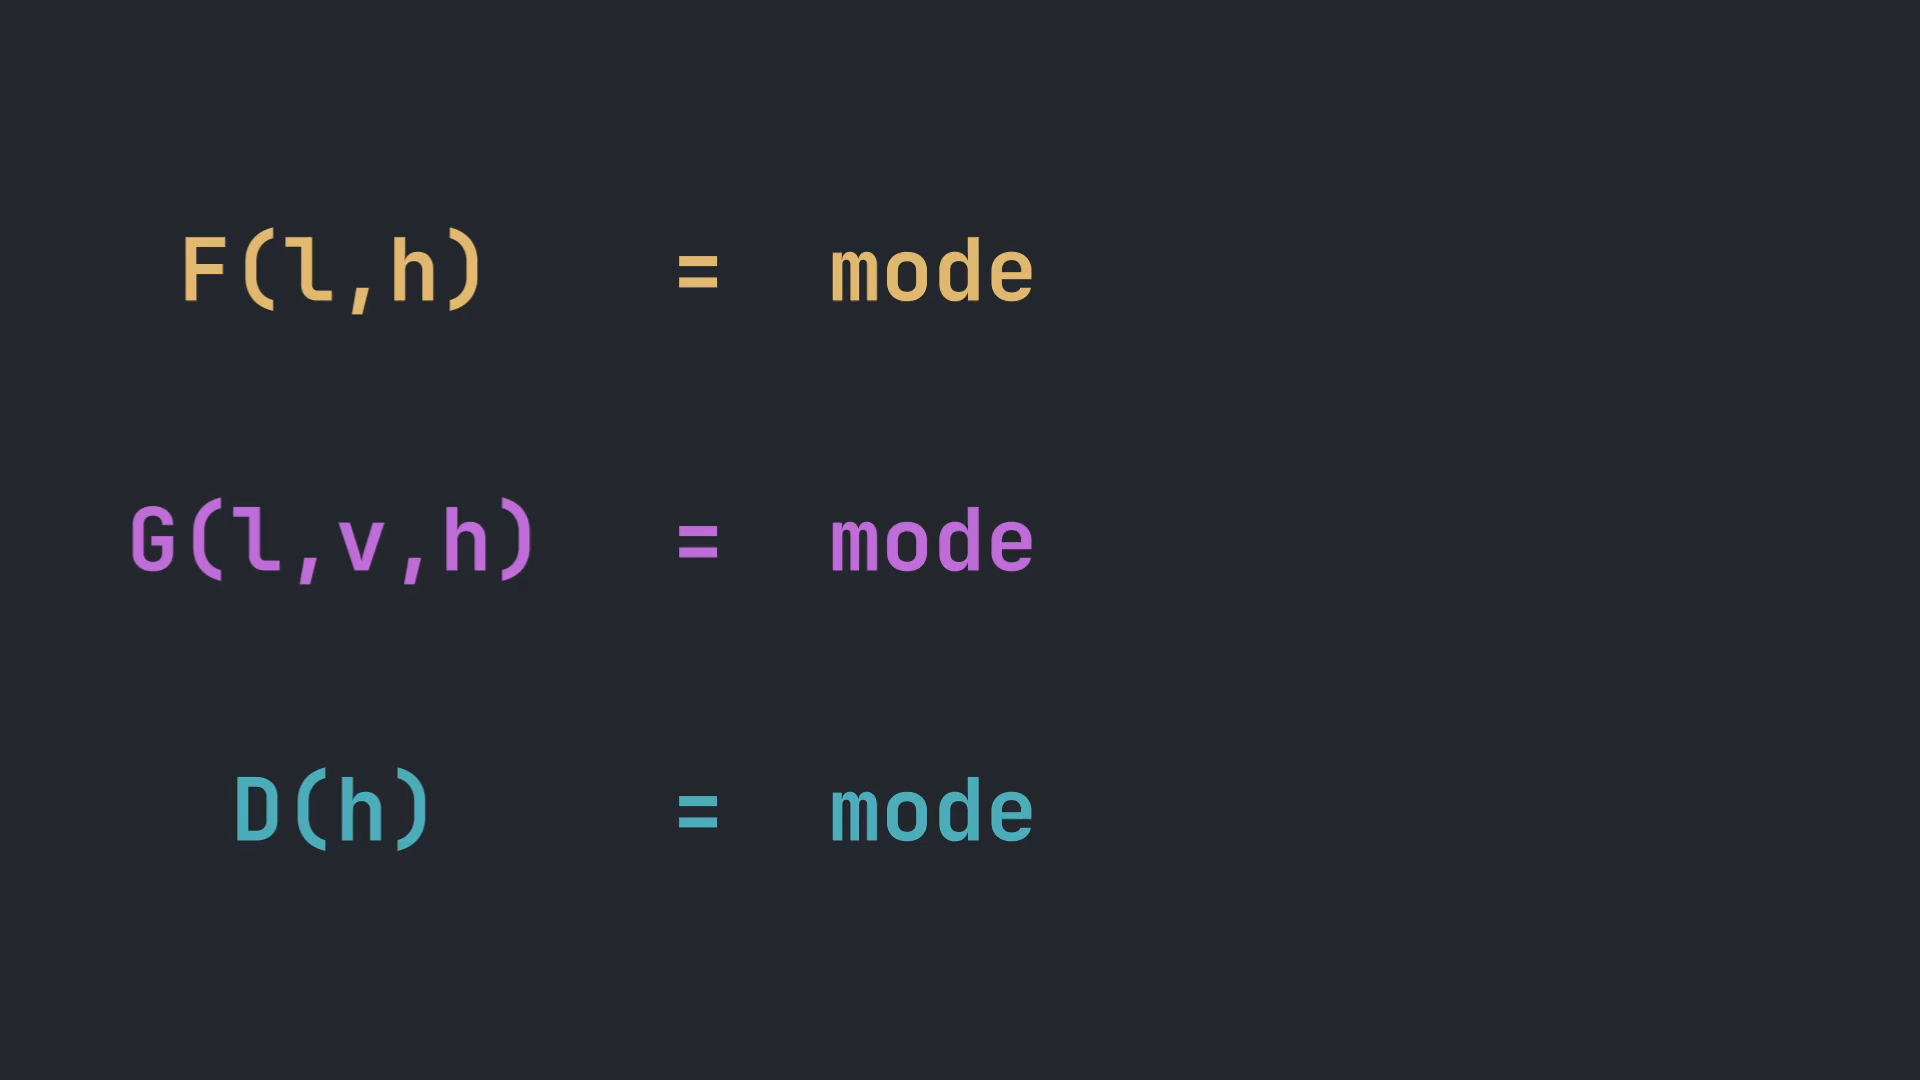 F(l,h) = mode
G(l,v,h) = mode
D(h) = mode